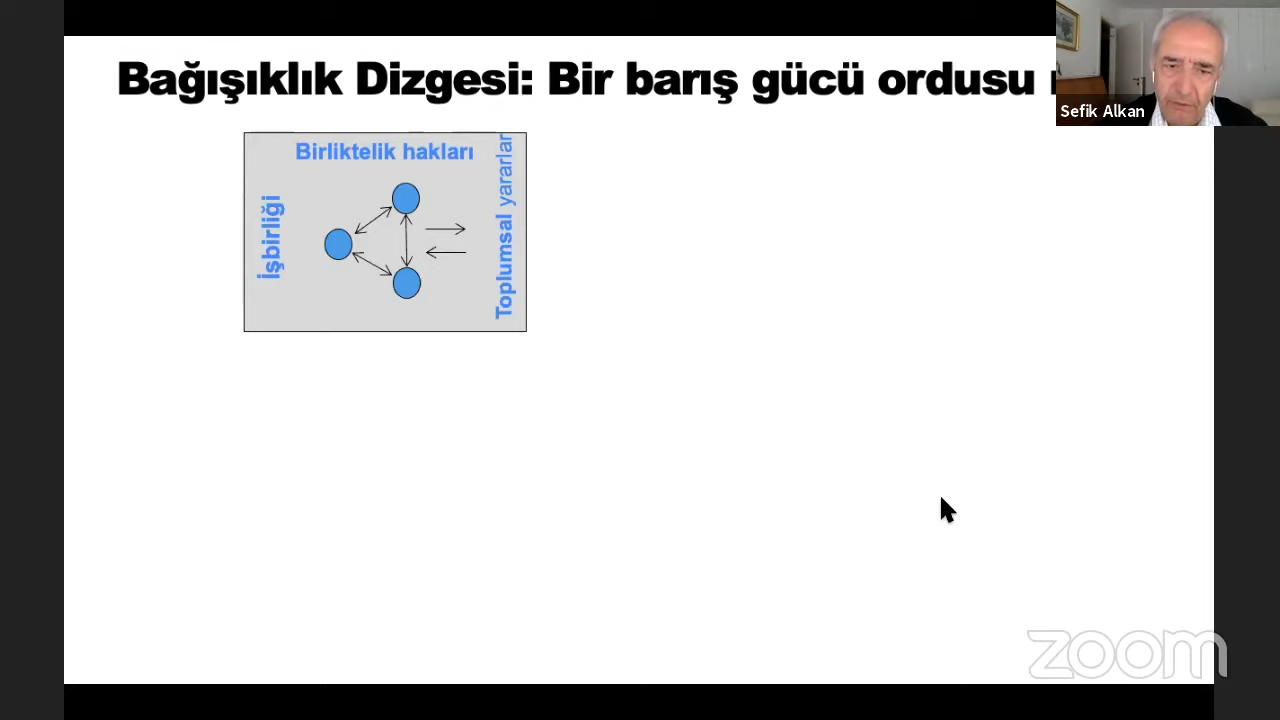 Bağışıklık Dizgesi: Bir barış gücü ordusu
Sefik Alkan
Birliktelik hakları
İşbirliği
Toplumsal yararlar
zoom